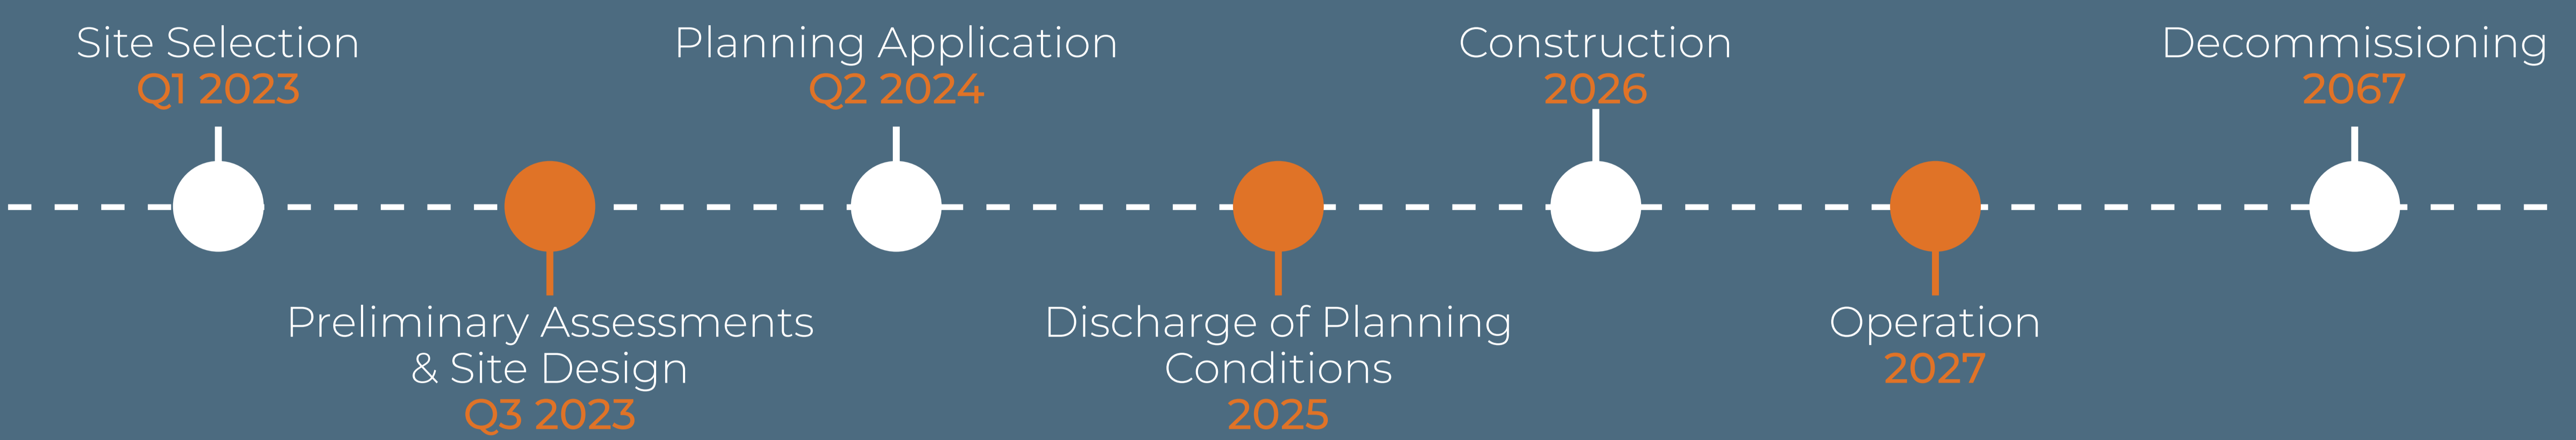 Site Selection
Q1 2023
Preliminary Assessments
& Site Design
Q3 2023
Planning Application
Q2 2024
Discharge of Planning
Conditions
2025
Construction
2026
Operation
2027
Decommissioning
2067